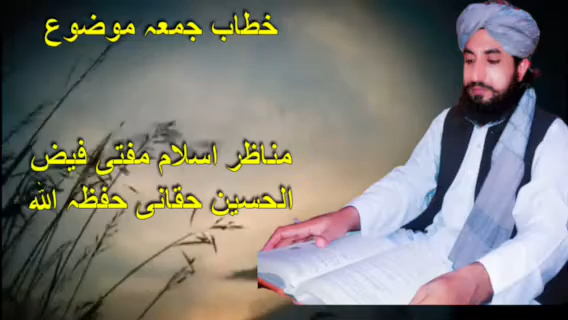 خطاب جمعہ موضوع
مناظر اسلام مفتی فیض
الحسین حقانی حفظہ اللہ